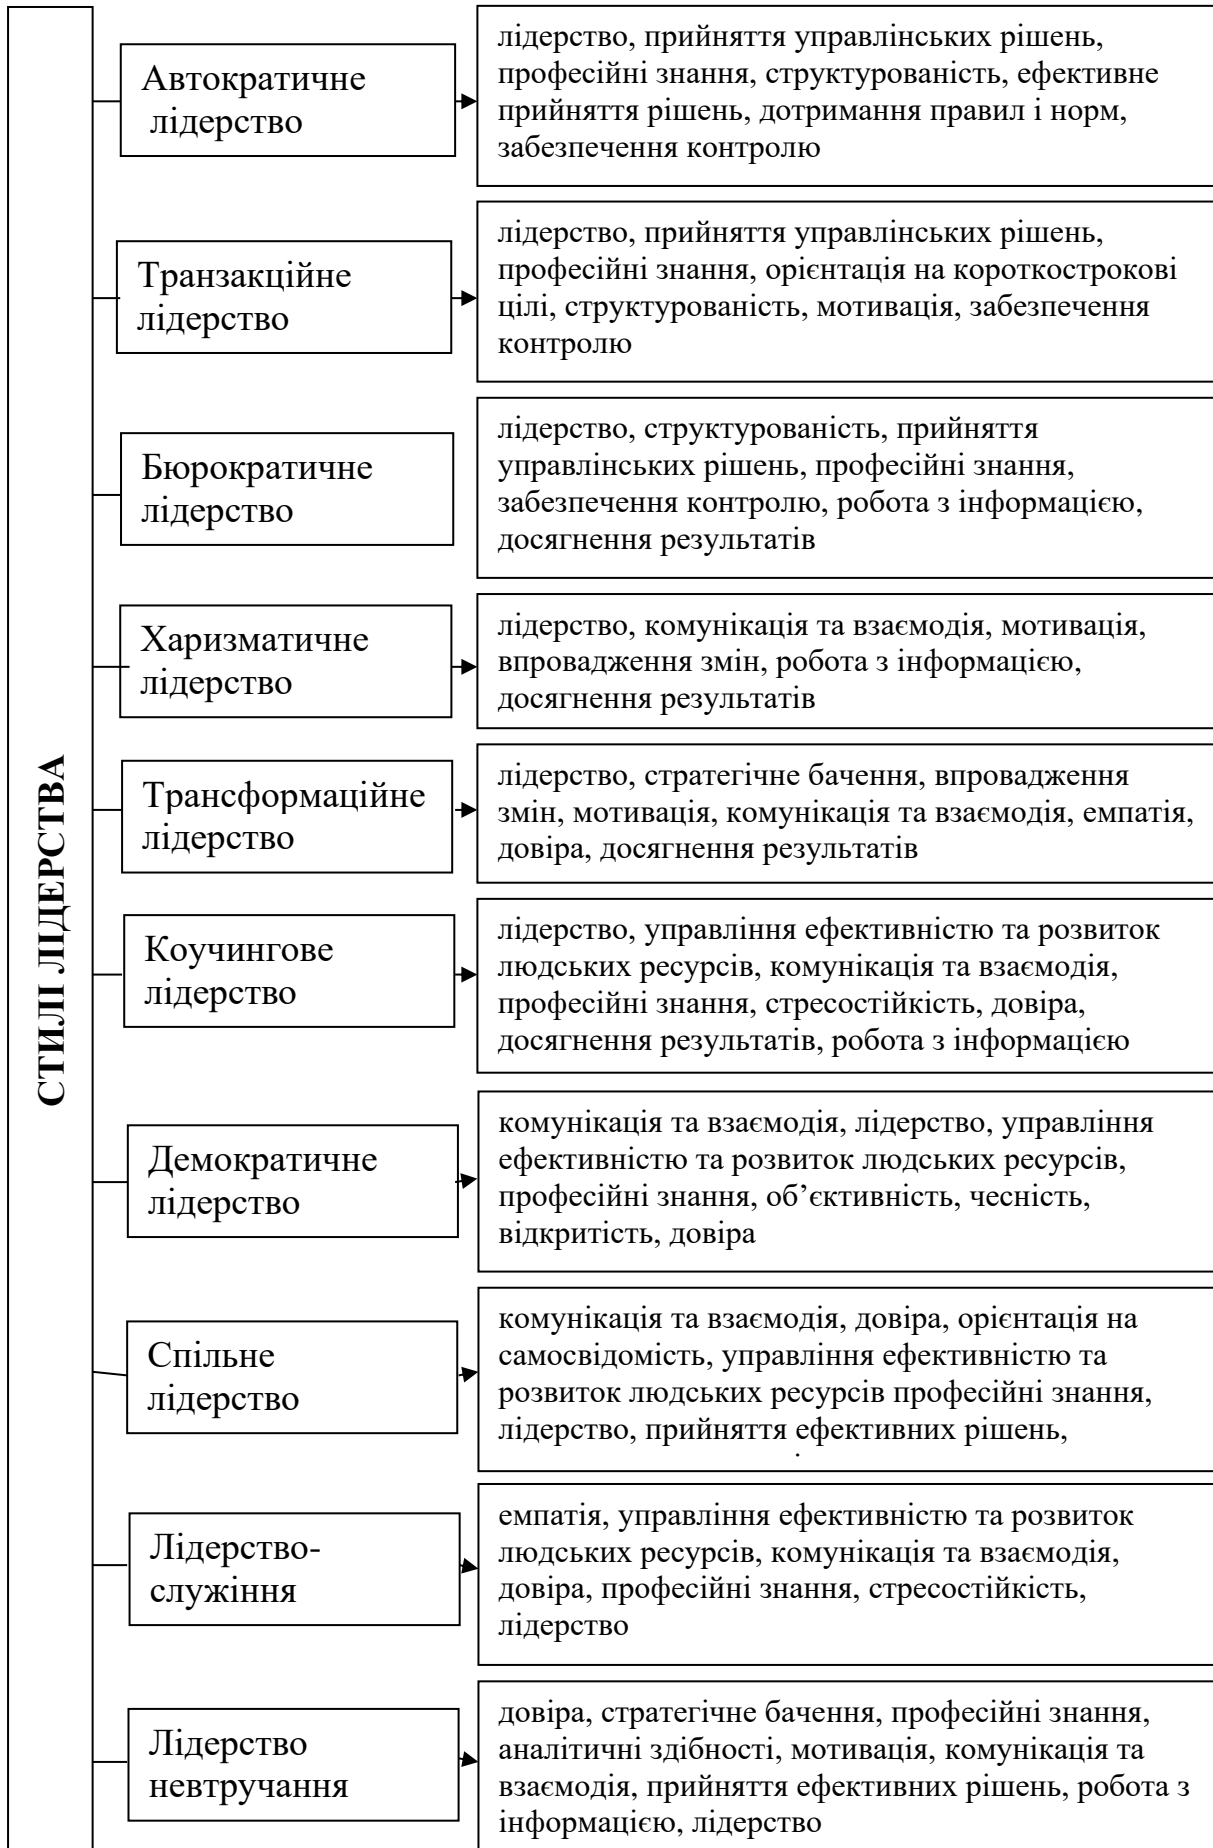 СТИЛІ ЛІДЕРСТВА
Автократичне
лідерство
лідерство, прийняття управлінських рішень,
професійні знання, структурованість, ефективне
прийняття рішень, дотримання правил і норм,
забезпечення контролю
Транзакційне
лідерство
лідерство, прийняття управлінських рішень,
професійні знання, орієнтація на короткострокові
цілі, структурованість, мотивація, забезпечення
контролю
Бюрократичне
лідерство
лідерство, структурованість, прийняття
управлінських рішень, професійні знання,
забезпечення контролю, робота з інформацією,
досягнення результатів
Харизматичне
лідерство
лідерство, комунікація та взаємодія, мотивація,
впровадження змін, робота з інформацією,
досягнення результатів
Трансформаційне
лідерство
лідерство, стратегічне бачення, впровадження
змін, мотивація, комунікація та взаємодія, емпатія,
довіра, досягнення результатів
Коучингове
лідерство
лідерство, управління ефективністю та розвиток
людських ресурсів, комунікація та взаємодія,
професійні знання, стресостійкість, довіра,
досягнення результатів, робота з інформацією
Демократичне
лідерство
комунікація та взаємодія, лідерство, управління
ефективністю та розвиток людських ресурсів,
професійні знання, об’єктивність, чесність,
відкритість, довіра
Спільне
лідерство
комунікація та взаємодія, довіра, орієнтація на
самосвідомість, управління ефективністю та
розвиток людських ресурсів професійні знання,
лідерство, прийняття ефективних рішень,
Лідерство-
служіння
емпатія, управління ефективністю та розвиток
людських ресурсів, комунікація та взаємодія,
довіра, професійні знання, стресостійкість,
лідерство
Лідерство
невтручання
довіра, стратегічне бачення, професійні знання,
аналітичні здібності, мотивація, комунікація та
взаємодія, прийняття ефективних рішень, робота з
інформацією, лідерство